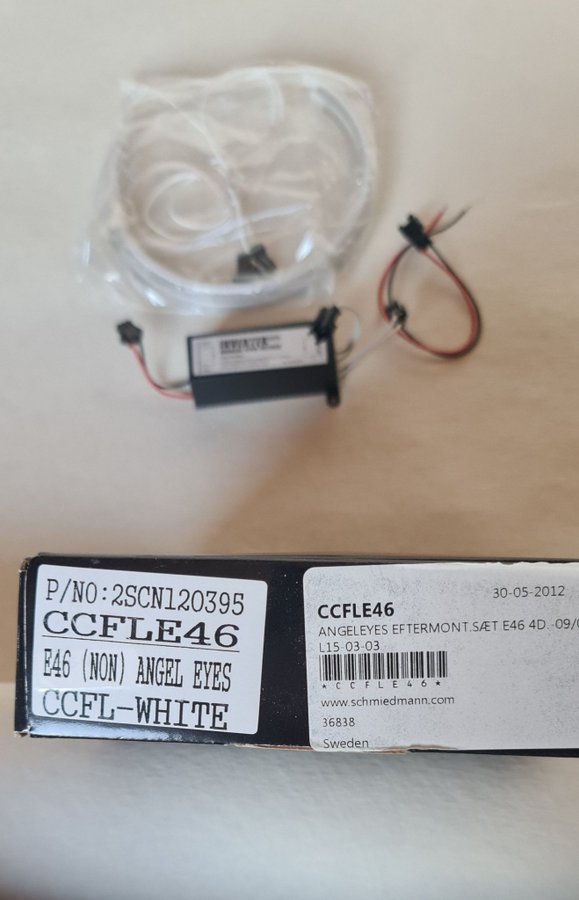 P/NO:2SCN120395
CCFLE46
E46 (NON) ANGEL EYES
CCFL-WHITE
30-05-2012
CCFLE46
ANGELEYES EFTERMONT.SÆT E46 4D. -09/0
L15-03-03
*CCFLE46*
www.schmiedmann.com
36838
Sweden